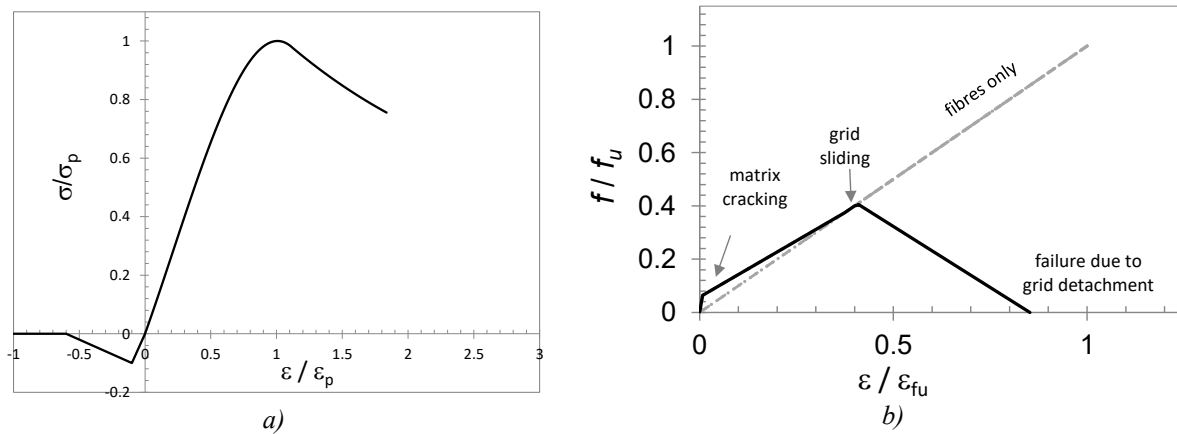 1
0.8
0.6
0.4
0.2
0
-0.2
-1 -0.5 0 0.5 1 1.5 2 2.5 3
σ/σp
ε / εp
a)
1
0.8
0.6
0.4
0.2
0
0 0.5 1
f / fu
ε / εfu
fibres only
grid
sliding
matrix
cracking
failure due to
grid detachment
b)